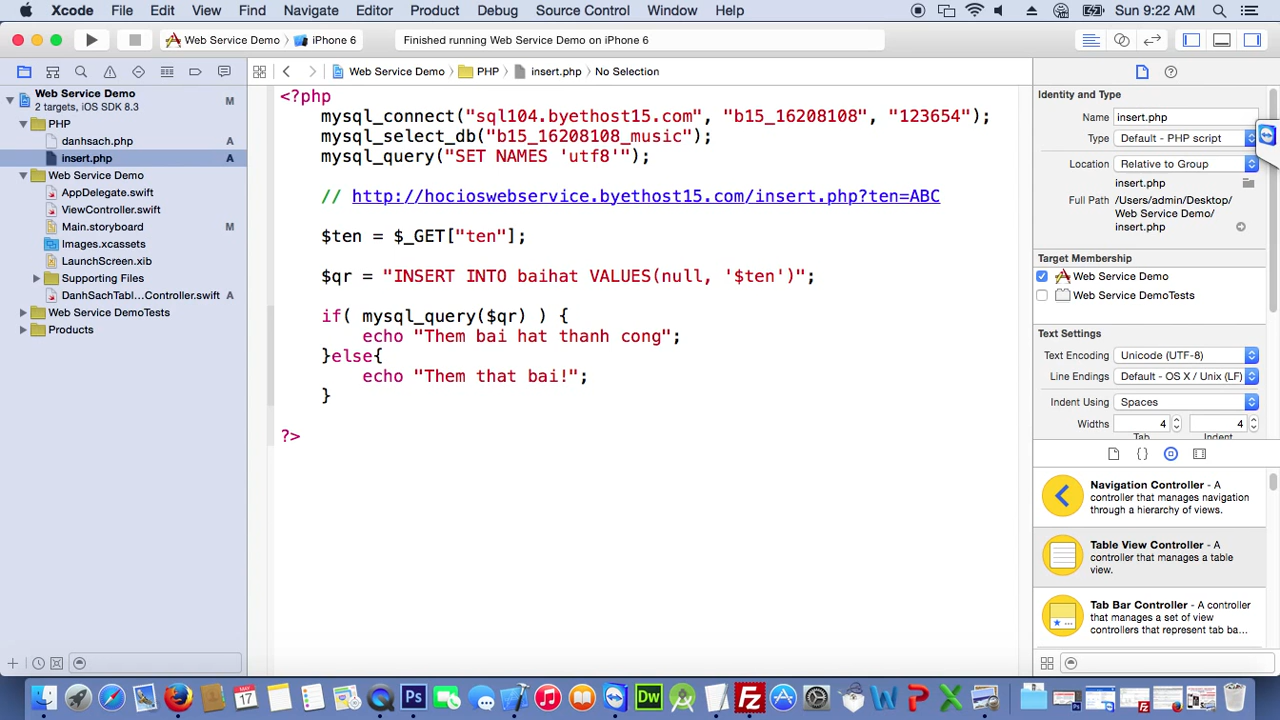 Xcode File Edit View Find Navigate Editor Product Debug Source Control Window Help Sun 9:22 AM
Web Service Demo iPhone 6 Finished running Web Service Demo on iPhone 6
Web Service Demo PHP insert.php No Selection
Web Service Demo M
2 targets, iOS SDK 8.3
PHP
danhsach.php A
insert.php A
Web Service Demo
AppDelegate.swift
ViewController.swift
Main.storyboard M
Images.xcassets
LaunchScreen.xib
Supporting Files
DanhSachTabl...Controller.swift A
Web Service DemoTests
Products
<?php
mysql_connect("sql104.byethost15.com", "b15_16208108", "123654");
mysql_select_db("b15_16208108_music");
mysql_query("SET NAMES 'utf8'");
// http://hocioswebservice.byethost15.com/insert.php?ten=ABC
$ten = $_GET["ten"];
$qr = "INSERT INTO baihat VALUES(null, '$ten')";
if( mysql_query($qr) ) {
echo "Them bai hat thanh cong";
}else{
echo "Them that bai!";
}
?>
Identity and Type
Name insert.php
Type Default - PHP script
Location Relative to Group
insert.php
Full Path /Users/admin/Desktop/
Web Service Demo/
insert.php
Target Membership
Web Service Demo
Web Service DemoTests
Text Settings
Text Encoding Unicode (UTF-8)
Line Endings Default - OS X / Unix (LF)
Indent Using Spaces
Widths 4 4
Tab Indent
Navigation Controller - A
controller that manages navigation
through a hierarchy of views.
Table View Controller - A
controller that manages a table
view.
Tab Bar Controller - A controller
that manages a set of view
controllers that represent tab ba...
17
Ps
Dw
Fz